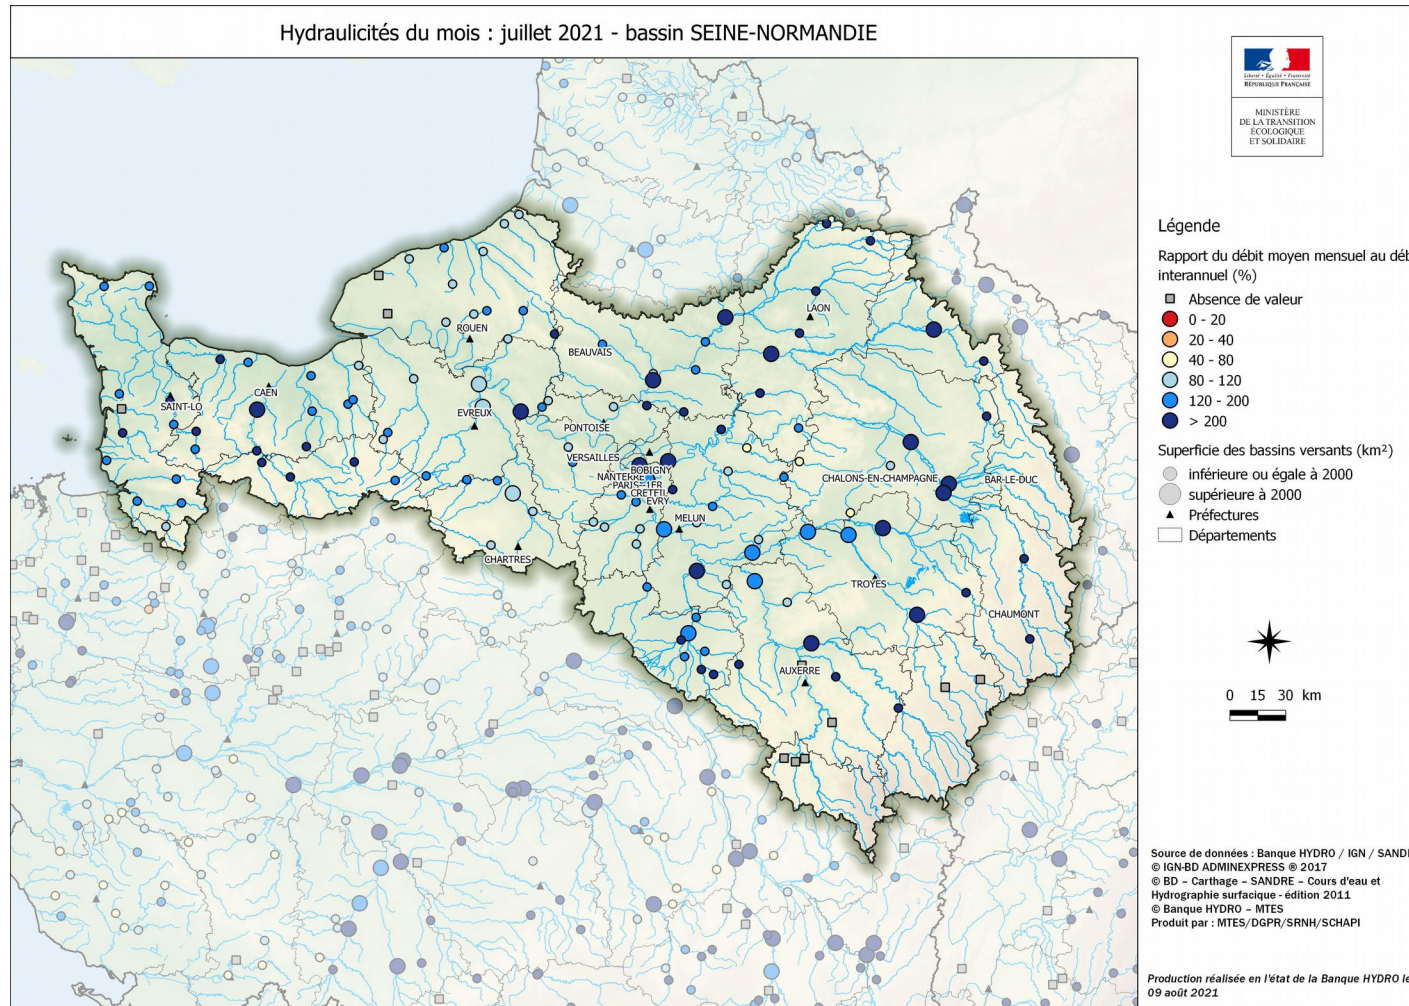 Hydraulicités du mois : juillet 2021 - bassin SEINE-NORMANDIE
Liberté • Égalité • Fraternité
RÉPUBLIQUE FRANÇAISE
MINISTÈRE
DE LA TRANSITION
ÉCOLOGIQUE
ET SOLIDAIRE
Légende
Rapport du débit moyen mensuel au déb
interannuel (%)
Absence de valeur
0 - 20
20 - 40
40 - 80
80 - 120
120 - 200
> 200
Superficie des bassins versants (km²)
inférieure ou égale à 2000
supérieure à 2000
Préfectures
Départements
0 15 30 km
LAON
ROUEN
BEAUVAIS
CAEN
SAINT-LO
EVREUX
PONTOISE
VERSAILLES
BOBIGNY
NANTERRE
PARIS-1ER
CRETEIL
EVRY
CHALONS-EN-CHAMPAGNE
BAR-LE-DUC
MELUN
CHARTRES
TROYES
CHAUMONT
AUXERRE
Source de données : Banque HYDRO / IGN / SANDR
© IGN-BD ADMINEXPRESS ® 2017
© BD – Carthage – SANDRE – Cours d'eau et
Hydrographie surfacique - édition 2011
© Banque HYDRO – MTES
Produit par : MTES/DGPR/SRNH/SCHAPI
Production réalisée en l'état de la Banque HYDRO le
09 août 2021